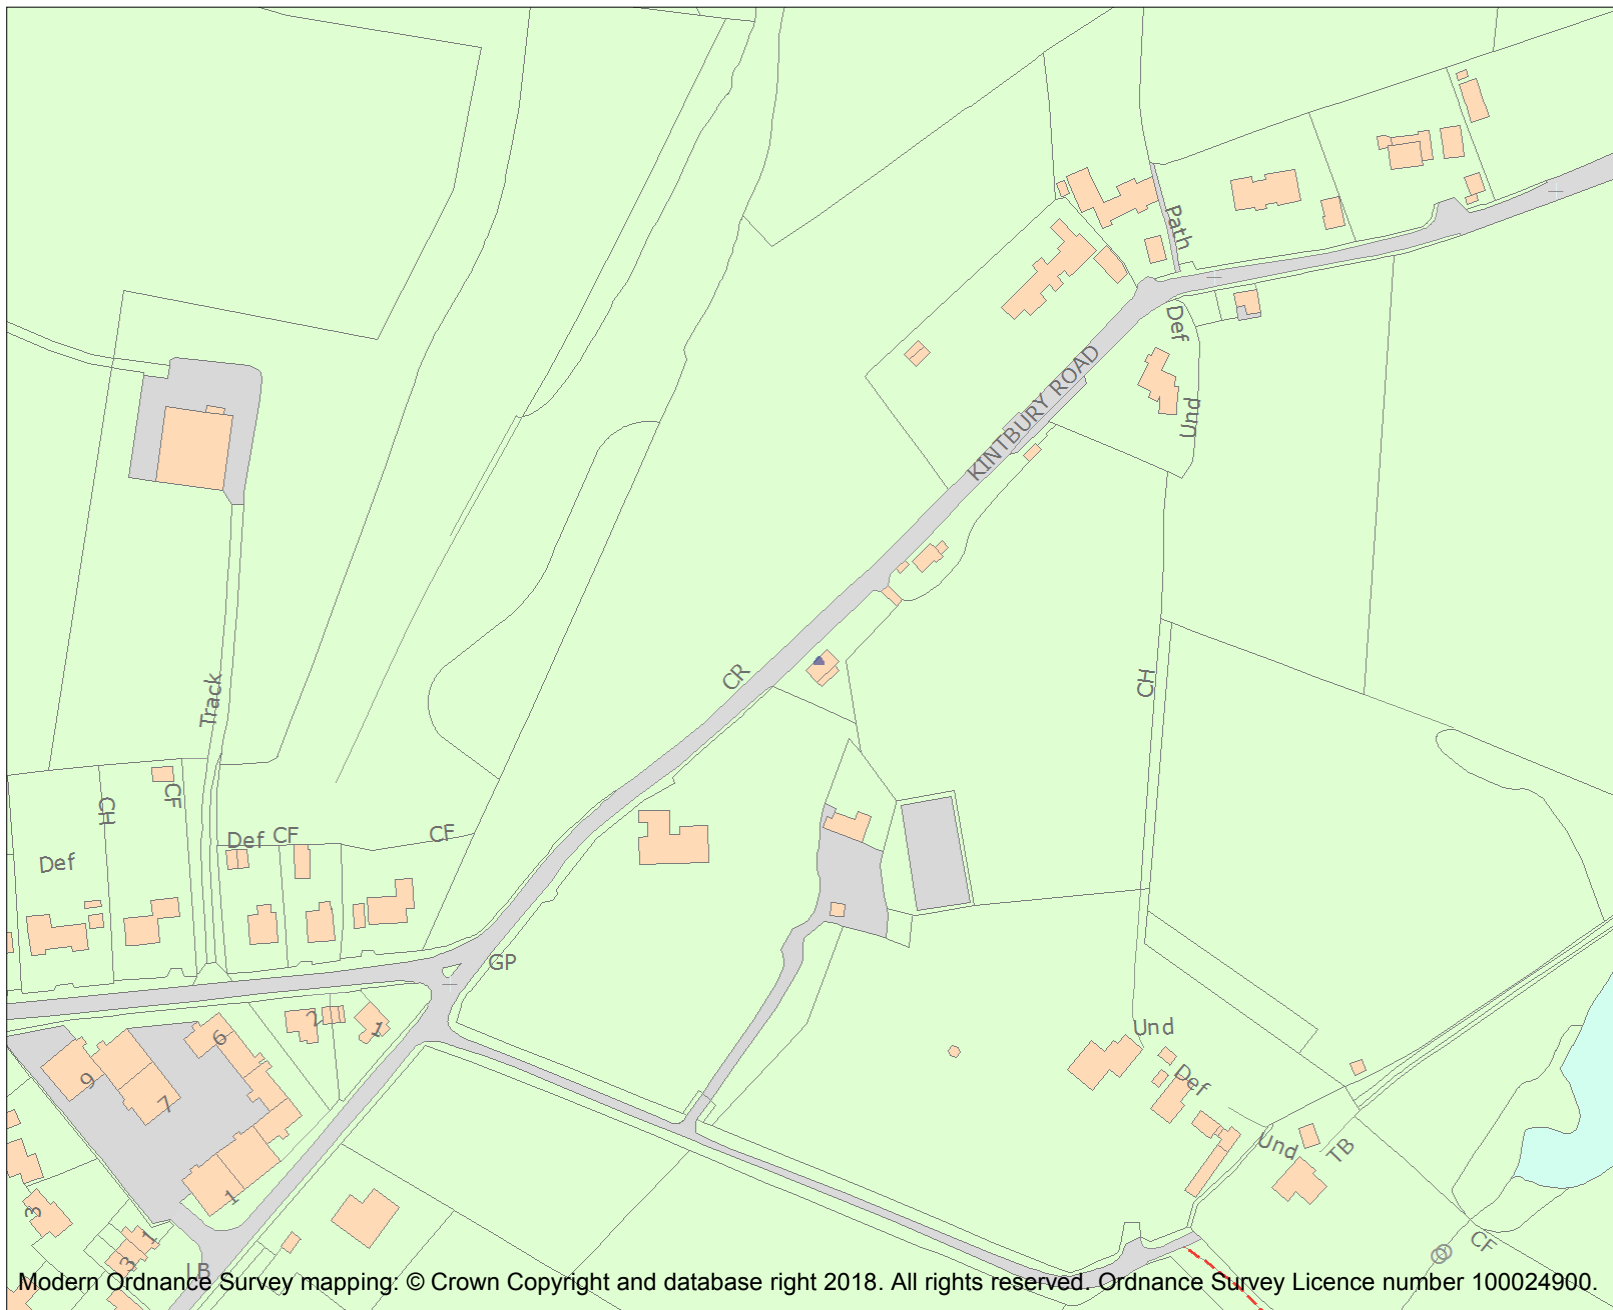 Path
Def
KINTBURY ROAD
Und
CR
CH
Track
CF
CH
Def CF
CF
Def
GP
2
1
6
9
7
Und
Def
Und
TB
1
3
1
3
CF
LB
Modern Ordnance Survey mapping: © Crown Copyright and database right 2018. All rights reserved. Ordnance Survey Licence number 100024900.